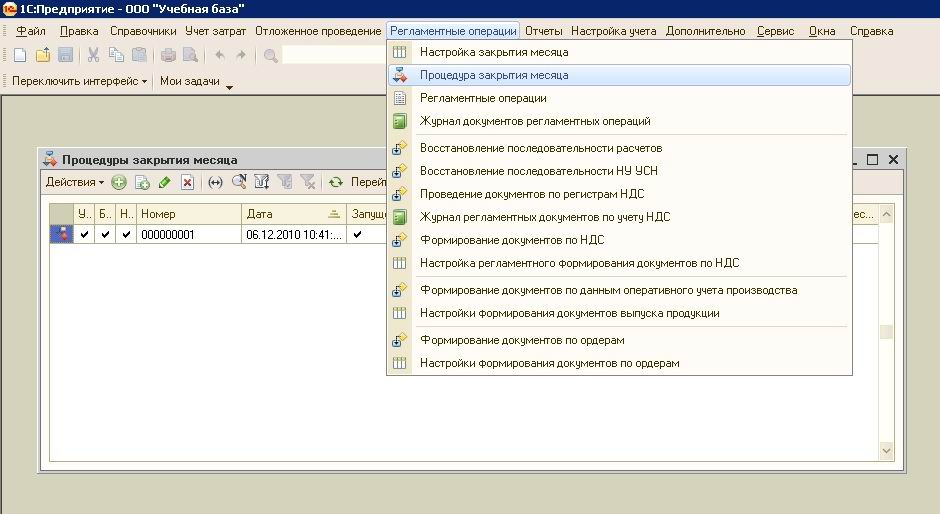 1С:Предприятие - ООО "Учебная база"
Файл Правка Справочники Учет затрат Отложенное проведение Регламентные операции Отчеты Настройка учета Дополнительно Сервис Окна Справка
Переключить интерфейс Мои задачи
Настройка закрытия месяца
Процедура закрытия месяца
Регламентные операции
Журнал документов регламентных операций
Восстановление последовательности расчетов
Восстановление последовательности НУ УСН
Проведение документов по регистрам НДС
Журнал регламентных документов по учету НДС
Формирование документов по НДС
Настройка регламентного формирования документов по НДС
Формирование документов по данным оперативного учета производства
Настройки формирования документов выпуска продукции
Формирование документов по ордерам
Настройки формирования документов по ордерам
Процедуры закрытия месяца
Действия Перей
У.. Б.. Н.. Номер Дата Запуще ес...
000000001 06.12.2010 10:41:...